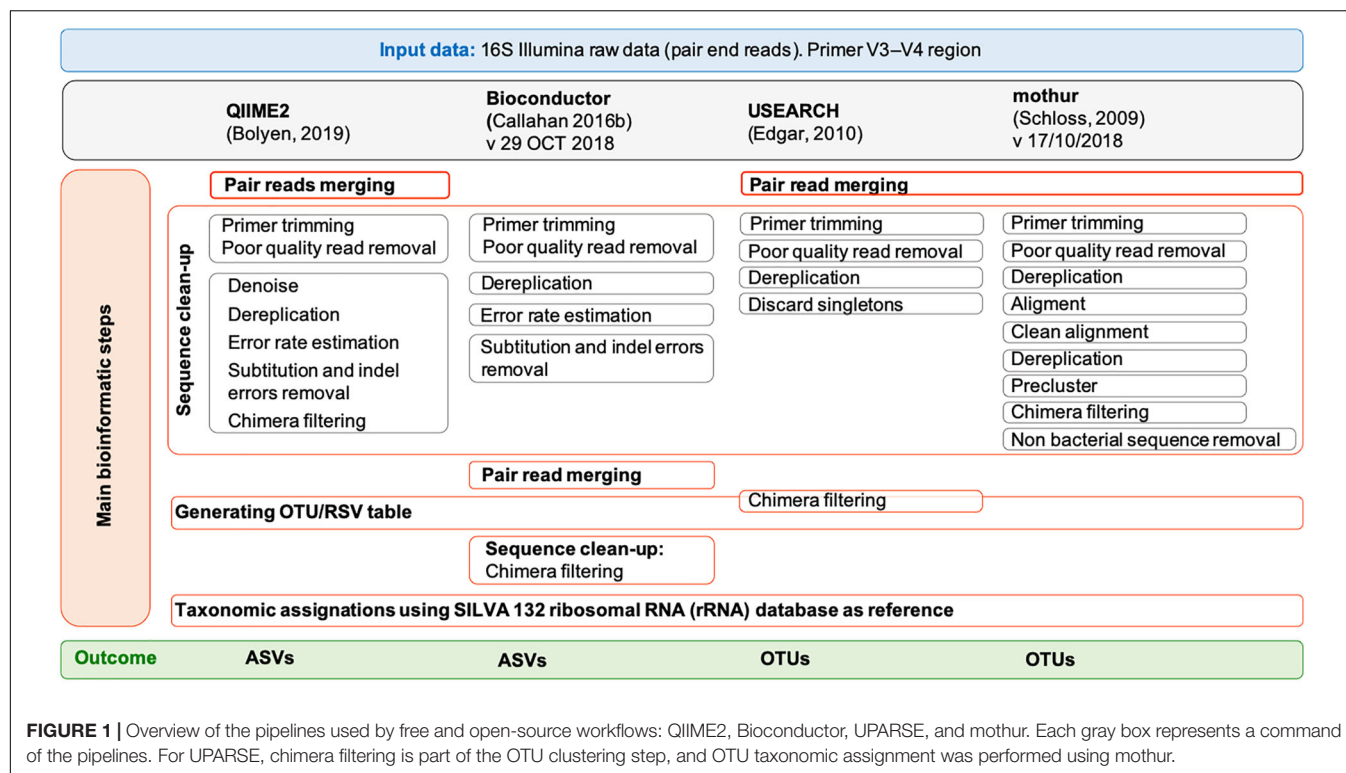 Input data: 16S Illumina raw data (pair end reads). Primer V3–V4 region
QIIME2
(Bolyen, 2019)
Bioconductor
(Callahan 2016b)
v 29 OCT 2018
USEARCH
(Edgar, 2010)
mothur
(Schloss, 2009)
v 17/10/2018
Main bioinformatic steps
Pair reads merging
Pair read merging
Sequence clean-up
Primer trimming
Poor quality read removal
Denoise
Dereplication
Error rate estimation
Subtitution and indel
errors removal
Chimera filtering
Primer trimming
Poor quality read removal
Dereplication
Error rate estimation
Subtitution and indel errors
removal
Primer trimming
Poor quality read removal
Dereplication
Discard singletons
Primer trimming
Poor quality read removal
Dereplication
Aligment
Clean alignment
Dereplication
Precluster
Chimera filtering
Non bacterial sequence removal
Pair read merging
Chimera filtering
Generating OTU/RSV table
Sequence clean-up:
Chimera filtering
Taxonomic assignations using SILVA 132 ribosomal RNA (rRNA) database as reference
Outcome
ASVs
ASVs
OTUs
OTUs
FIGURE 1 | Overview of the pipelines used by free and open-source workflows: QIIME2, Bioconductor, UPARSE, and mothur. Each gray box represents a command
of the pipelines. For UPARSE, chimera filtering is part of the OTU clustering step, and OTU taxonomic assignment was performed using mothur.